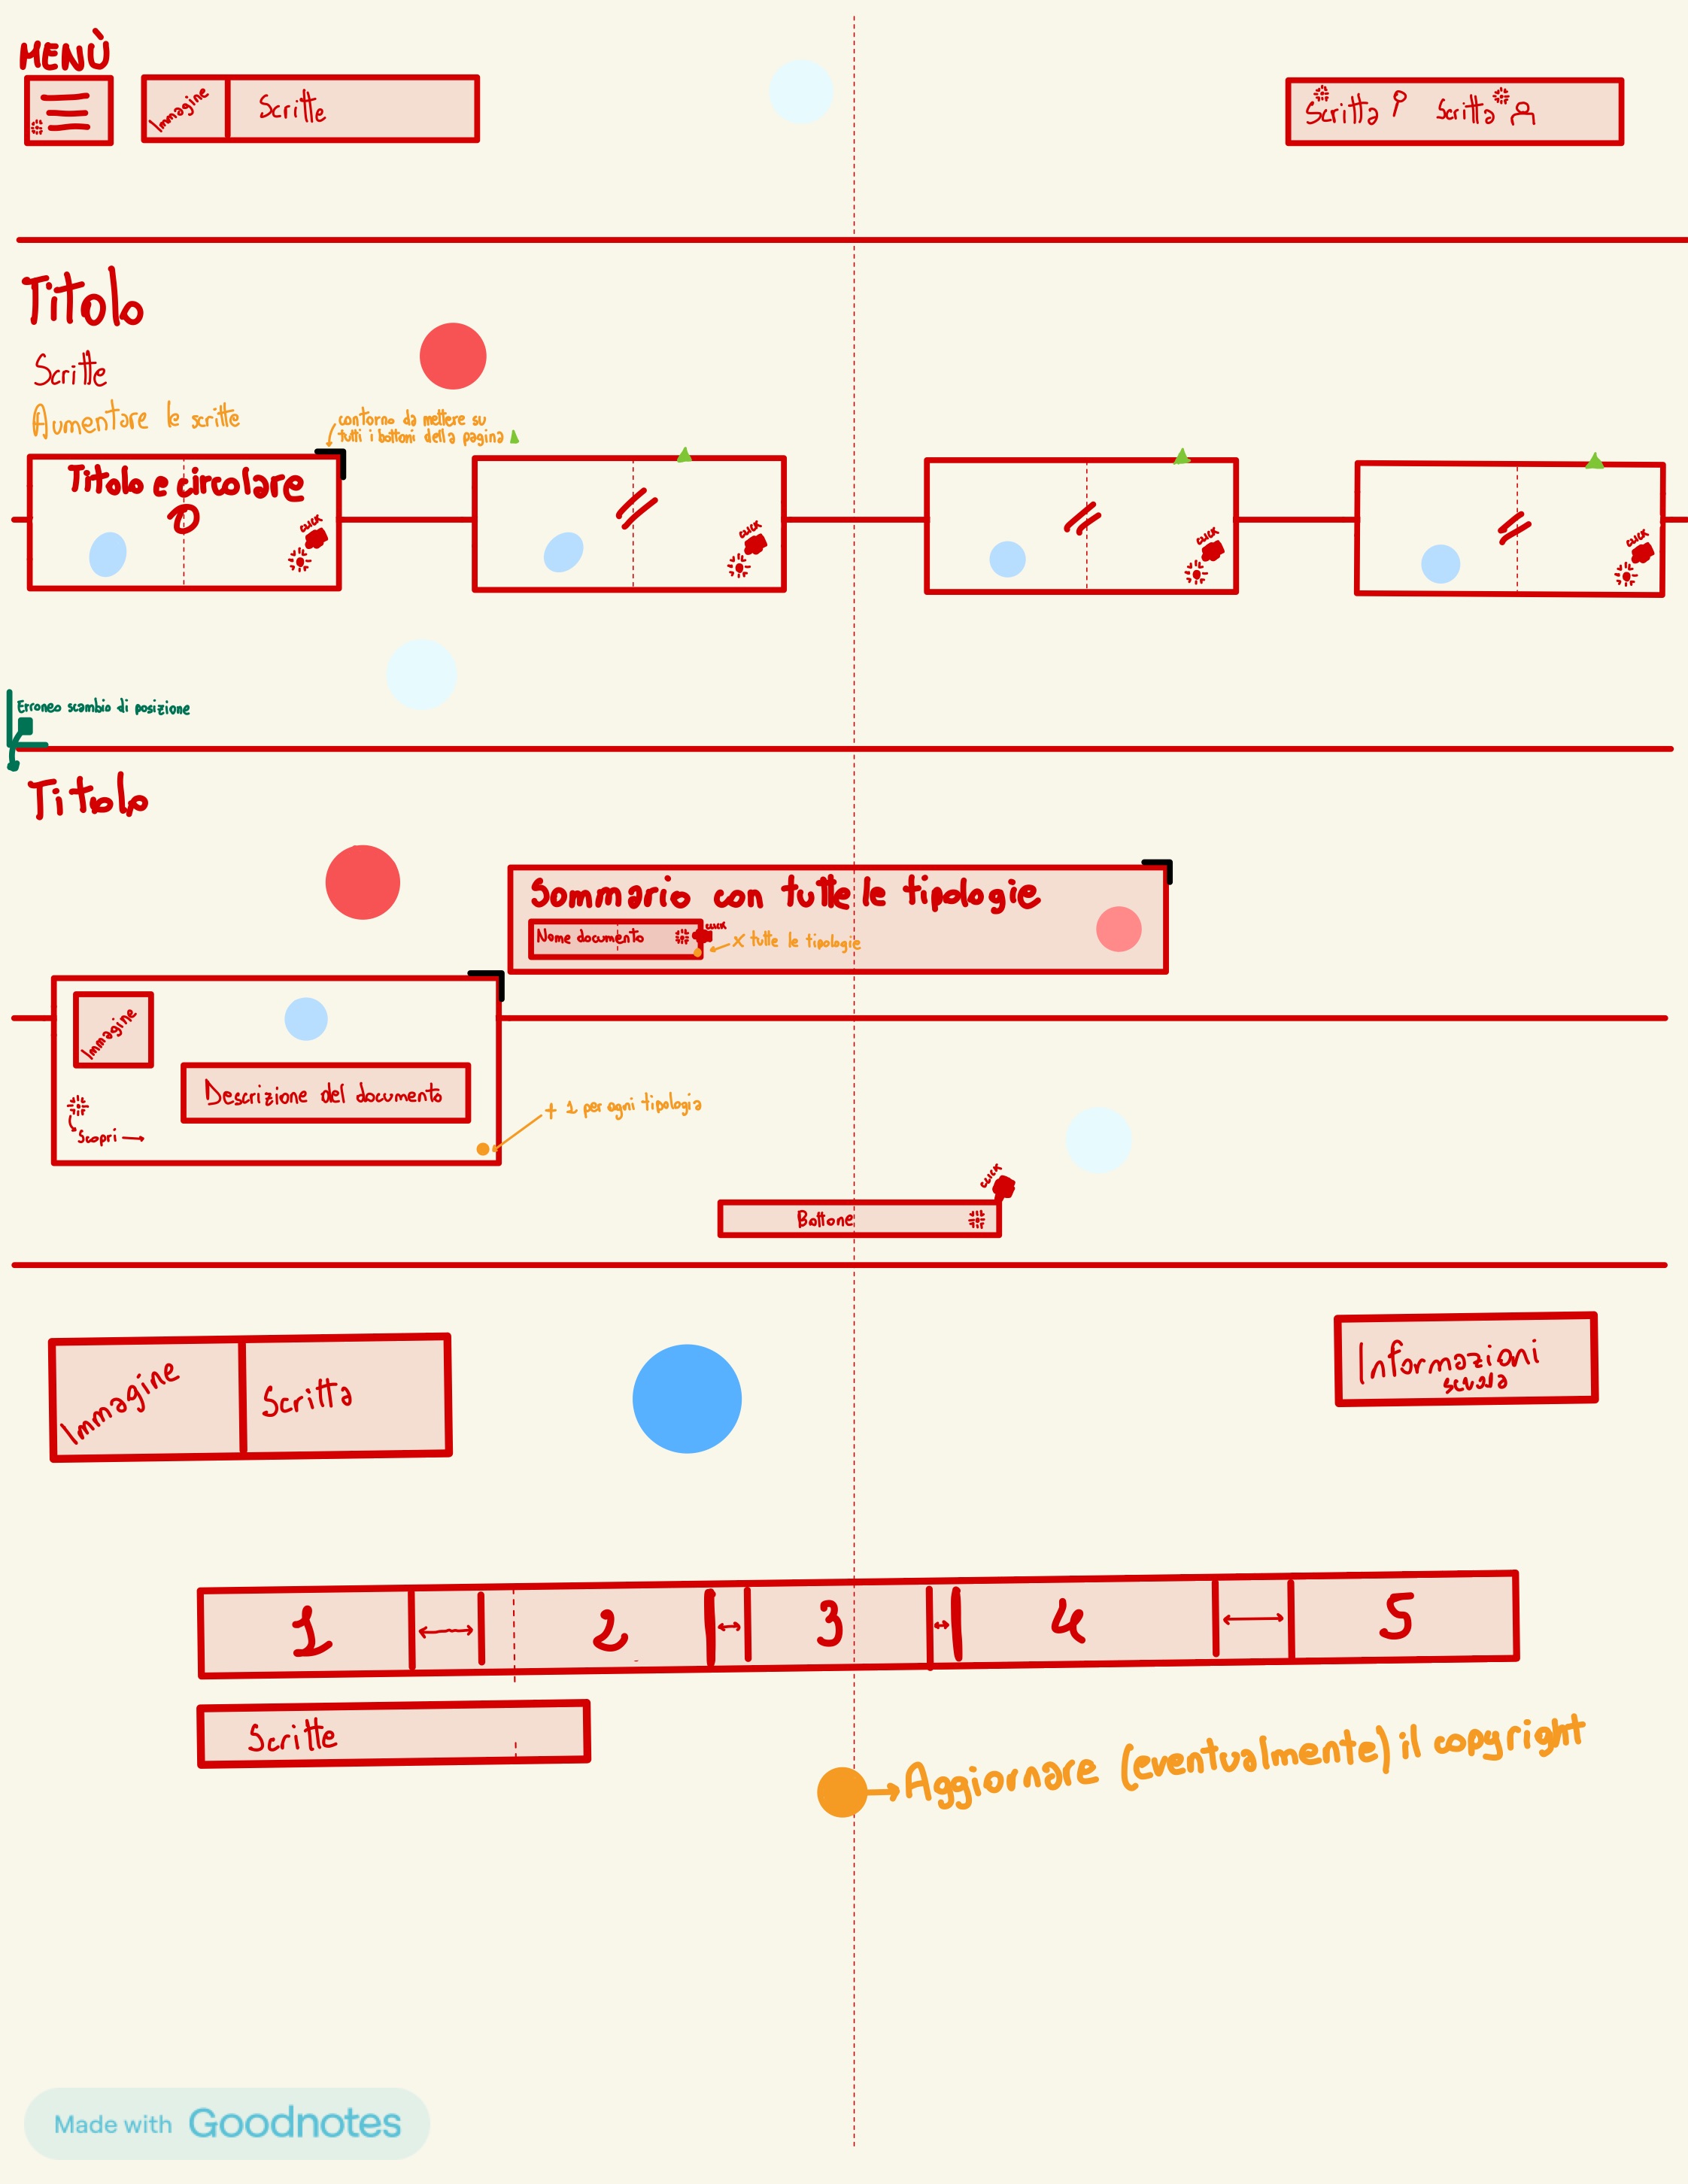 MENÙ
Immagine
Scritte
Scritta
Scritta
Titolo
Scritte
Aumentare le scritte
contorno da mettere su
tutti i bottoni della pagina
Titolo e circolare
CLICK
CLICK
CLICK
CLICK
Erroneo scambio di posizione
Titolo
Sommario con tutte le tipologie
Nome documento
CLICK
x tutte le tipologie
Immagine
Descrizione del documento
Scopri
+ 1 per ogni tipologia
CLICK
Bottone
Immagine
Scritta
Informazioni
scuola
1
2
3
4
5
Scritte
Aggiornare (eventualmente) il copyright
Made with Goodnotes